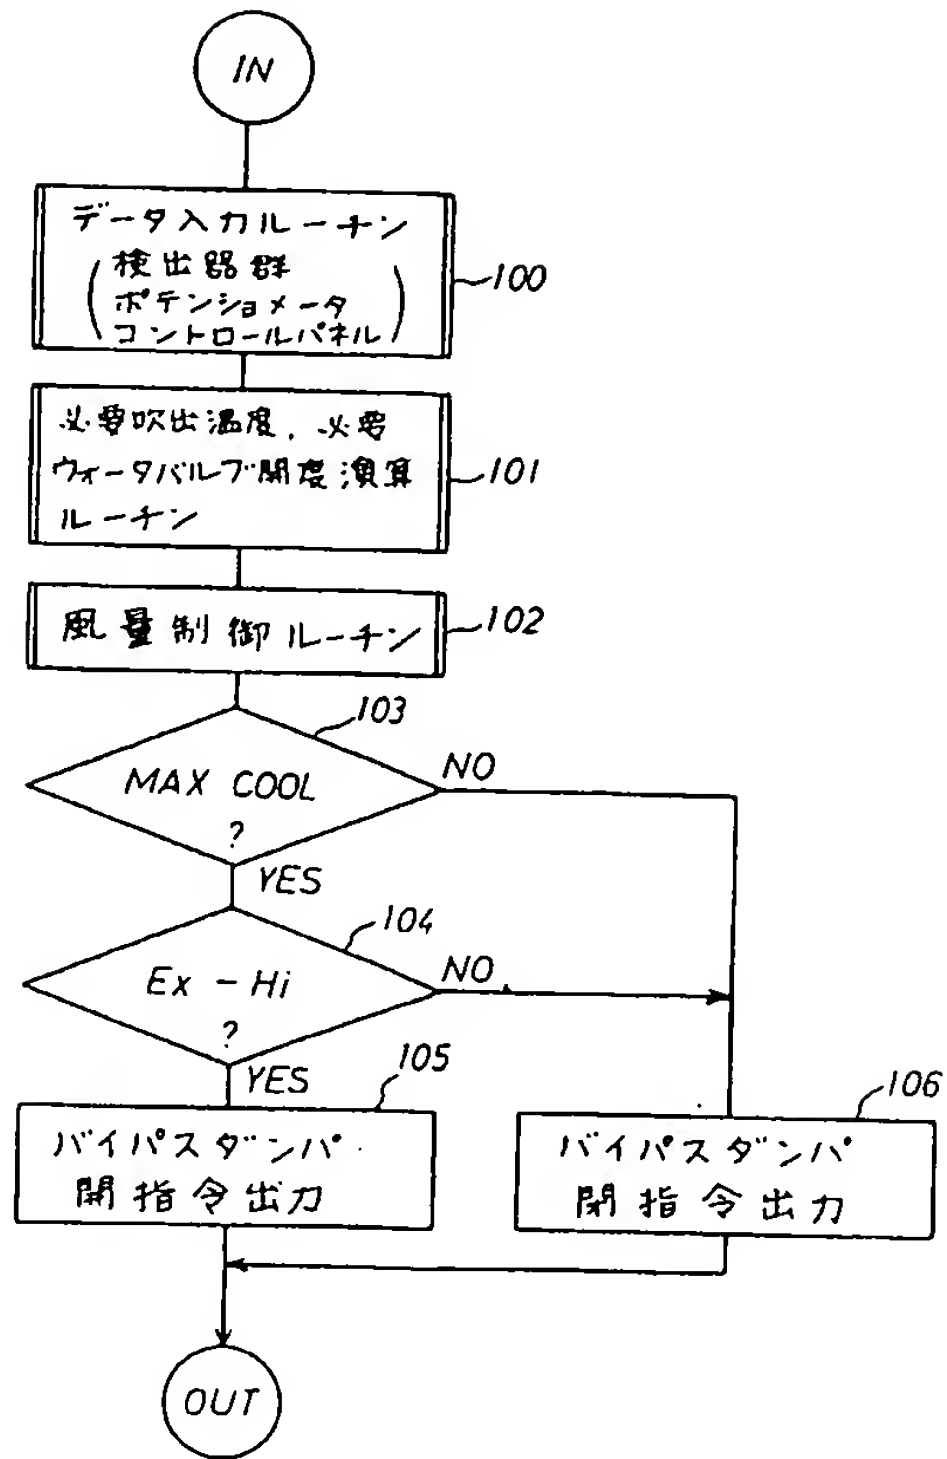 IN
データ入力ルーチン
検出器群
ポテンショメータ
コントロールパネル
100
必要吹出温度、必要
ウォータバルブ開度演算
ルーチン
101
風量制御ルーチン
102
103
MAX COOL
?
NO
YES
104
Ex-Hi
?
NO
YES
105
バイパスダンパ
開指令出力
106
バイパスダンパ
閉指令出力
OUT